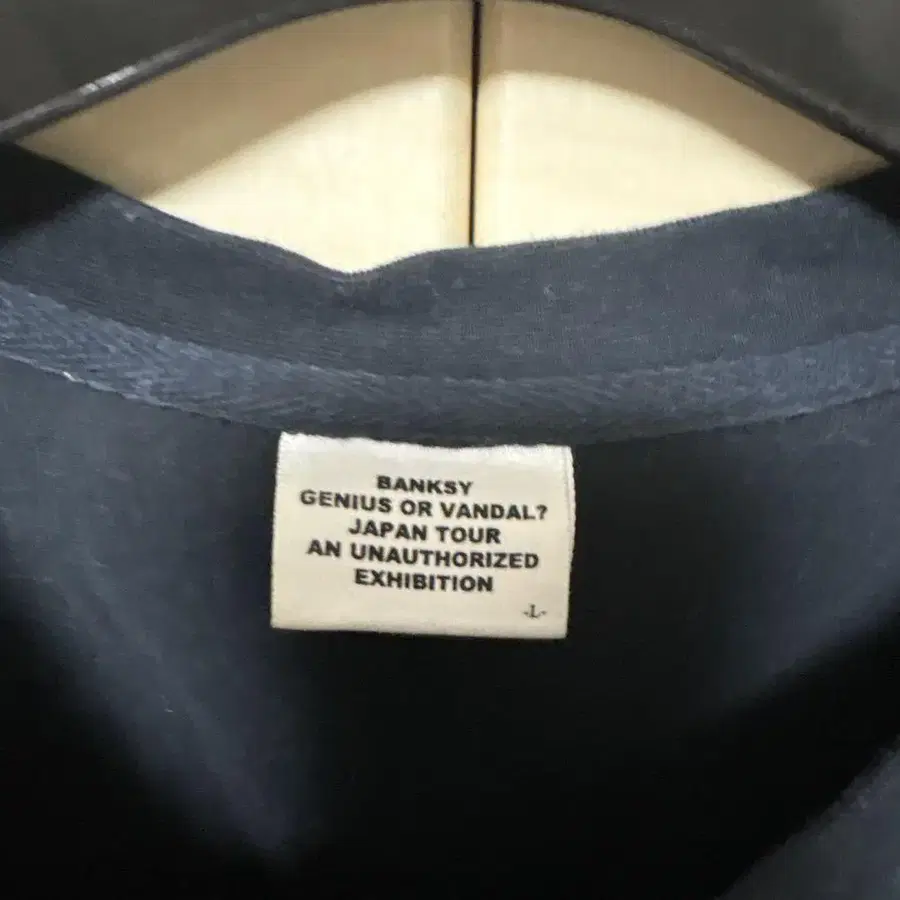 BANKSY
GENIUS OR VANDAL?
JAPAN TOUR
AN UNAUTHORIZED
EXHIBITION
-L-